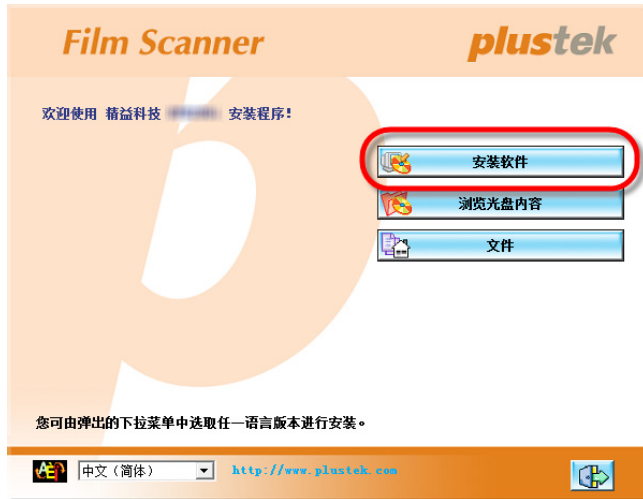 Film Scanner
plustek
欢迎使用 精益科技 安装程序!
安装软件
浏览光盘内容
文件
您可由弹出的下拉菜单中选取任一语言版本进行安装。
中文（简体）
http://www.plustek.com